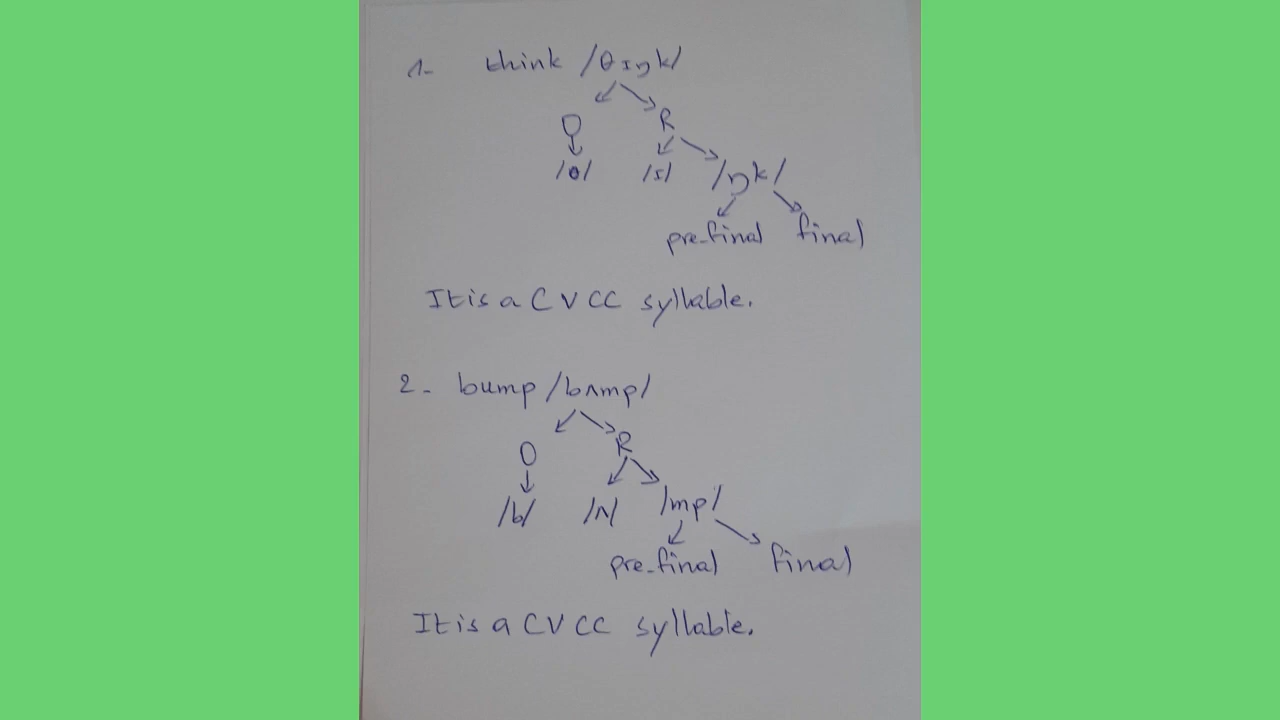 1- think /θɪŋk/
O R
/θ/ /ɪ/ /ŋk/
pre-final final
It is a CVCC syllable.
2- bump /bʌmp/
O R
/b/ /ʌ/ /mp/
pre-final final
It is a CVCC syllable.